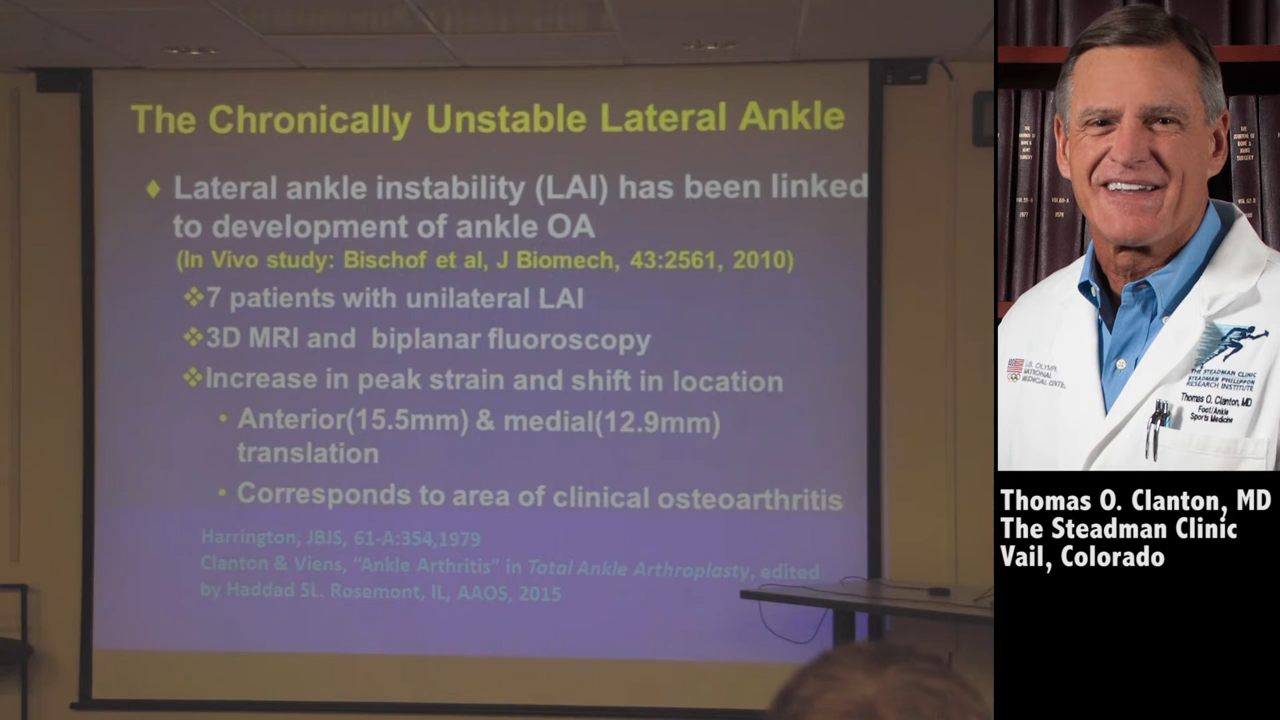 The Chronically Unstable Lateral Ankle
Lateral ankle instability (LAI) has been linked
to development of ankle OA
(In Vivo study: Bischof et al, J Biomech, 43:2561, 2010)
7 patients with unilateral LAI
3D MRI and biplanar fluoroscopy
Increase in peak strain and shift in location
• Anterior(15.5mm) & medial(12.9mm)
translation
• Corresponds to area of clinical osteoarthritis
Harrington, JBJS, 61-A:354,1979
Clanton & Viens, “Ankle Arthritis” in Total Ankle Arthroplasty, edited
by Haddad SL. Rosemont, IL, AAOS, 2015
THE STEADMAN CLINIC
STEADMAN PHILIPPON
RESEARCH INSTITUTE
Thomas O. Clanton, MD
Foot/Ankle
Sports Medicine
Thomas O. Clanton, MD
The Steadman Clinic
Vail, Colorado